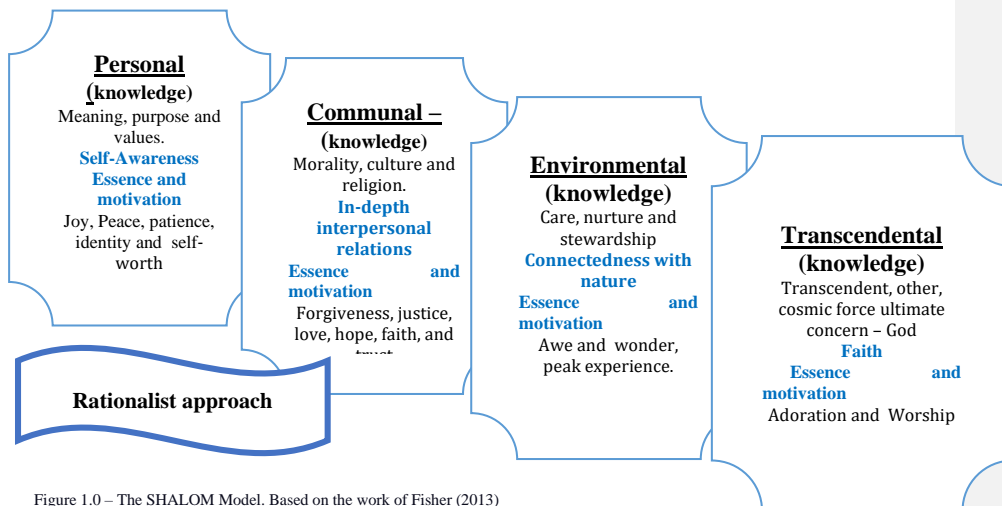 Personal
(knowledge)
Meaning, purpose and
values.
Self-Awareness
Essence and
motivation
Joy, Peace, patience,
identity and self-
worth
Communal –
(knowledge)
Morality, culture and
religion.
In-depth
interpersonal
relations
Essence and
motivation
Forgiveness, justice,
love, hope, faith, and
Environmental
(knowledge)
Care, nurture and
stewardship
Connectedness with
nature
Essence and
motivation
Awe and wonder,
peak experience.
Transcendental
(knowledge)
Transcendent, other,
cosmic force ultimate
concern – God
Faith
Essence and
motivation
Adoration and Worship
Rationalist approach
Figure 1.0 – The SHALOM Model. Based on the work of Fisher (2013)